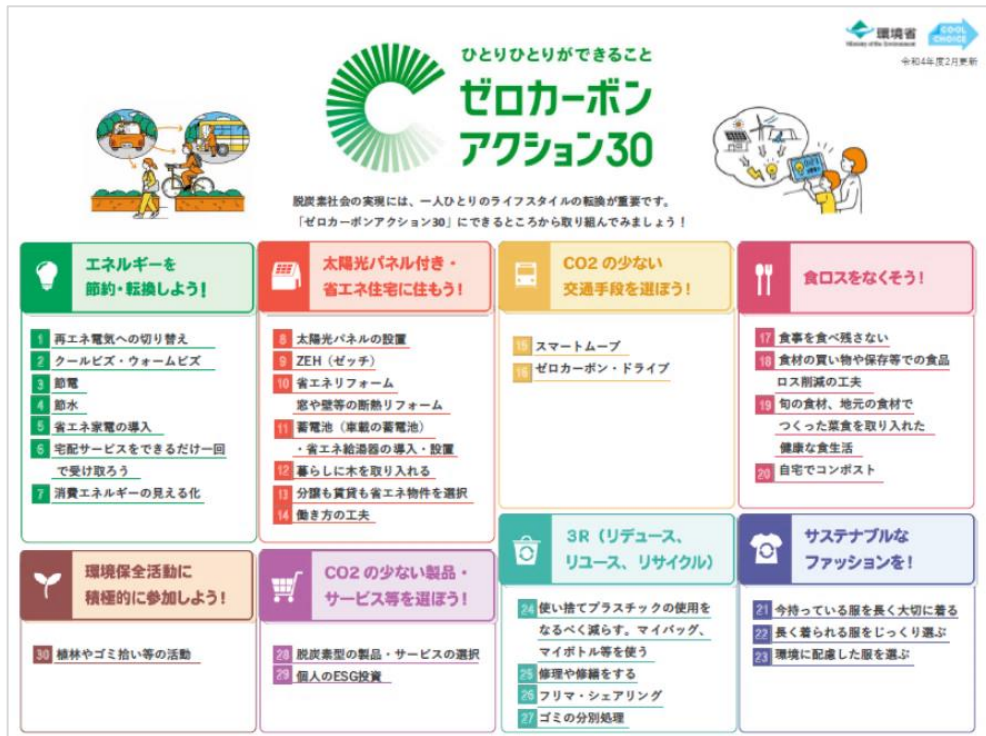 環境省
Ministry of the Environment
COOL CHOICE
令和4年度2月更新
ひとりひとりができること
ゼロカーボン
アクション30
脱炭素社会の実現には、一人ひとりのライフスタイルの転換が重要です。
「ゼロカーボンアクション30」にできるところから取り組んでみましょう！
エネルギーを
節約・転換しよう！
1 再エネ電気への切り替え
2 クールビズ・ウォームビズ
3 節電
4 節水
5 省エネ家電の導入
6 宅配サービスをできるだけ一回
で受け取ろう
7 消費エネルギーの見える化
太陽光パネル付き・
省エネ住宅に住もう！
8 太陽光パネルの設置
9 ZEH（ゼッチ）
10 省エネリフォーム
窓や壁等の断熱リフォーム
11 蓄電池（車載の蓄電池）
・省エネ給湯器の導入・設置
12 暮らしに木を取り入れる
13 分譲も賃貸も省エネ物件を選択
14 働き方の工夫
CO2の少ない
交通手段を選ぼう！
15 スマートムーブ
16 ゼロカーボン・ドライブ
食ロスをなくそう！
17 食事を食べ残さない
18 食材の買い物や保存等での食品
ロス削減の工夫
19 旬の食材、地元の食材で
つくった菜食を取り入れた
健康な食生活
20 自宅でコンポスト
環境保全活動に
積極的に参加しよう！
30 植林やゴミ拾い等の活動
CO2の少ない製品・
サービス等を選ぼう！
28 脱炭素型の製品・サービスの選択
29 個人のESG投資
3R（リデュース、
リユース、リサイクル）
24 使い捨てプラスチックの使用を
なるべく減らす。マイバッグ、
マイボトル等を使う
25 修理や修繕をする
26 フリマ・シェアリング
27 ゴミの分別処理
サステナブルな
ファッションを！
21 今持っている服を長く大切に着る
22 長く着られる服をじっくり選ぶ
23 環境に配慮した服を選ぶ